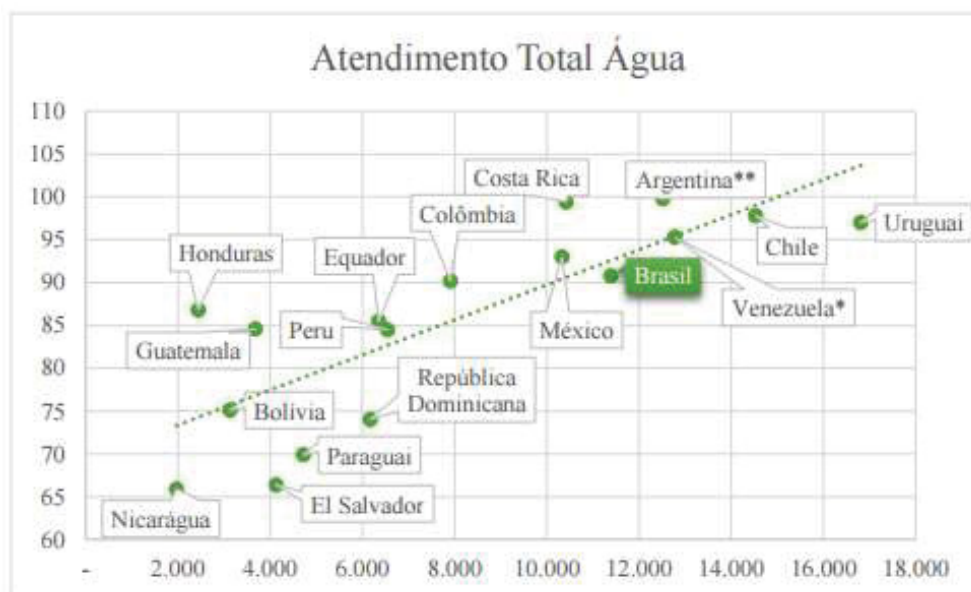 Atendimento Total Água
110
105
100
95
90
85
80
75
70
65
60
Costa Rica
Argentina**
Colômbia
Honduras
Equador
Chile
Uruguai
Brasil
Venezuela*
Peru
México
Guatemala
República
Dominicana
Bolívia
Paraguai
El Salvador
Nicarágua
- 2.000 4.000 6.000 8.000 10.000 12.000 14.000 16.000 18.000